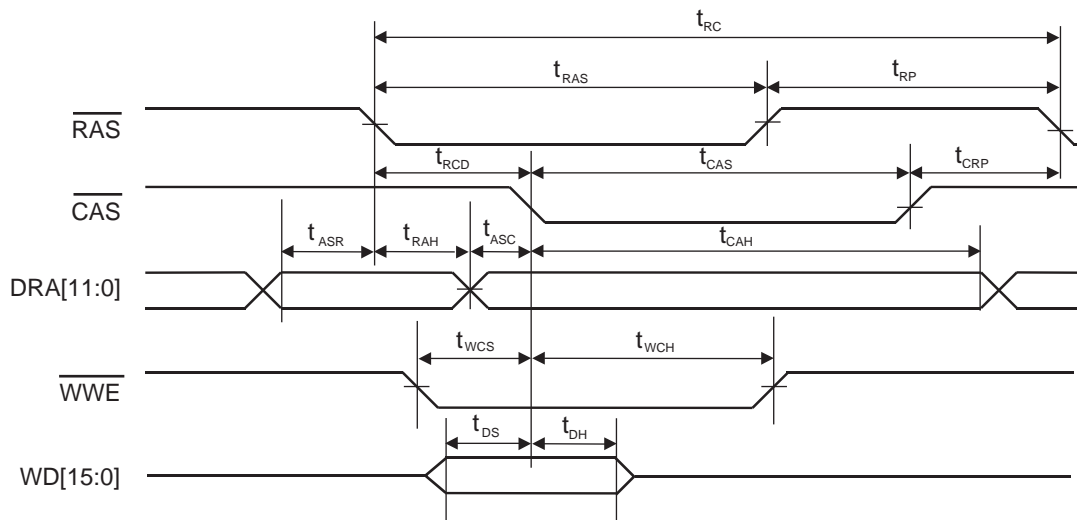 tRC
tRAS tRP
RAS
tRCD tCAS tCRP
CAS
tASR tRAH tASC tCAH
DRA[11:0]
tWCS tWCH
WWE
tDS tDH
WD[15:0]